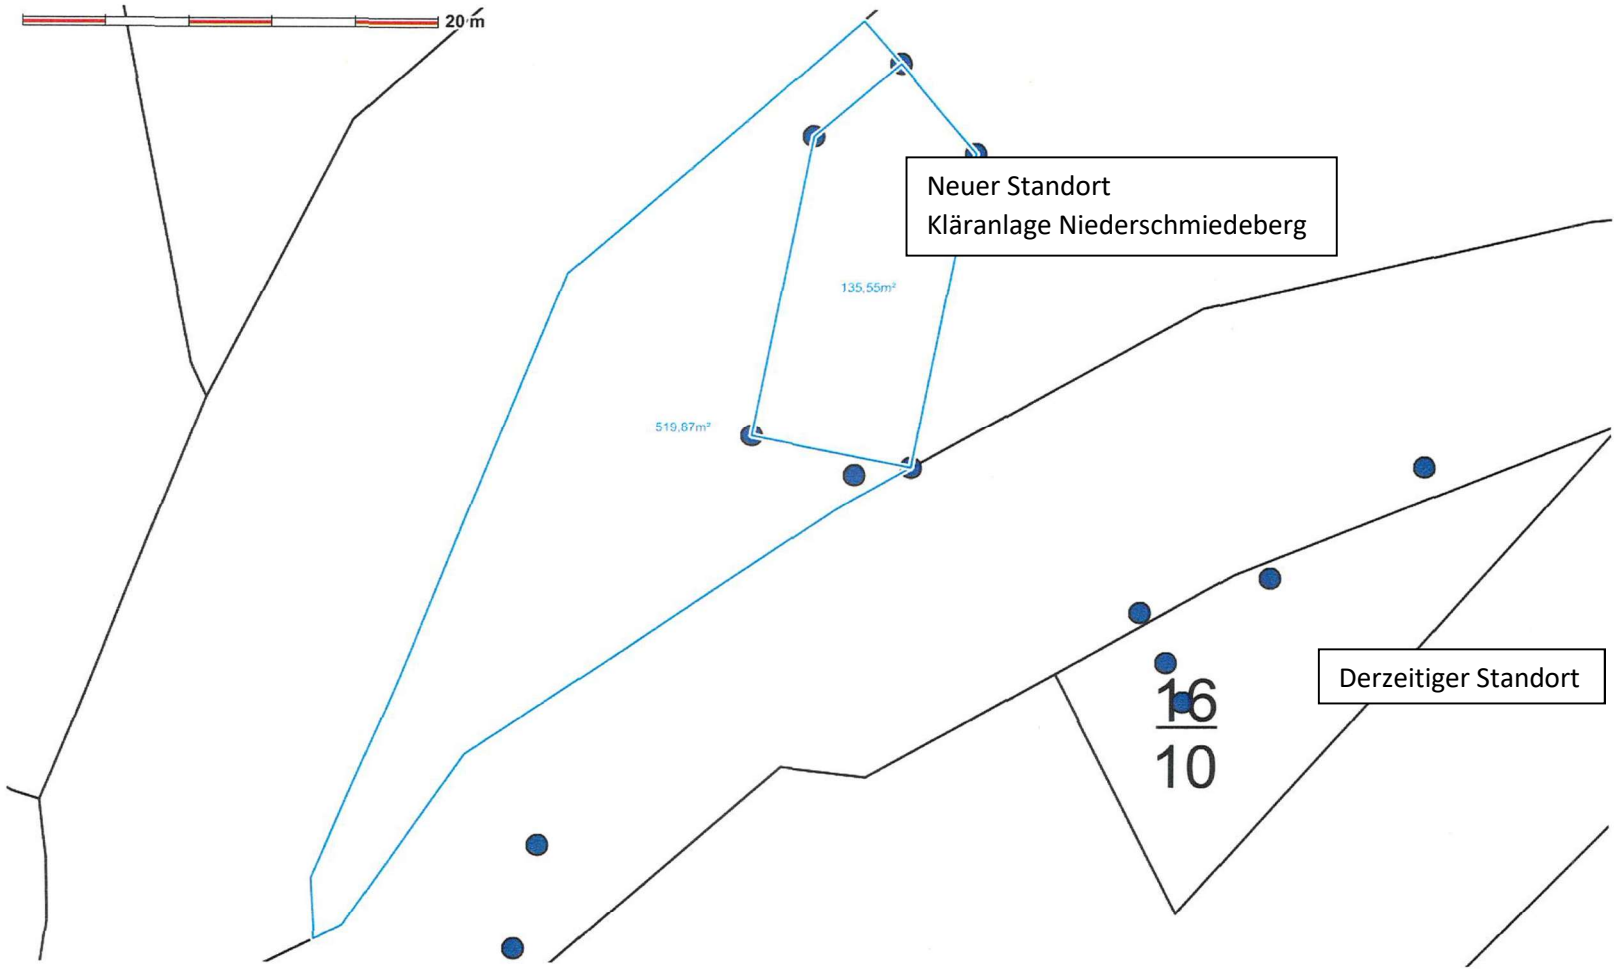 20 m
Neuer Standort
Kläranlage Niederschmiedeberg
135,55m²
519,87m²
Derzeitiger Standort
16
10